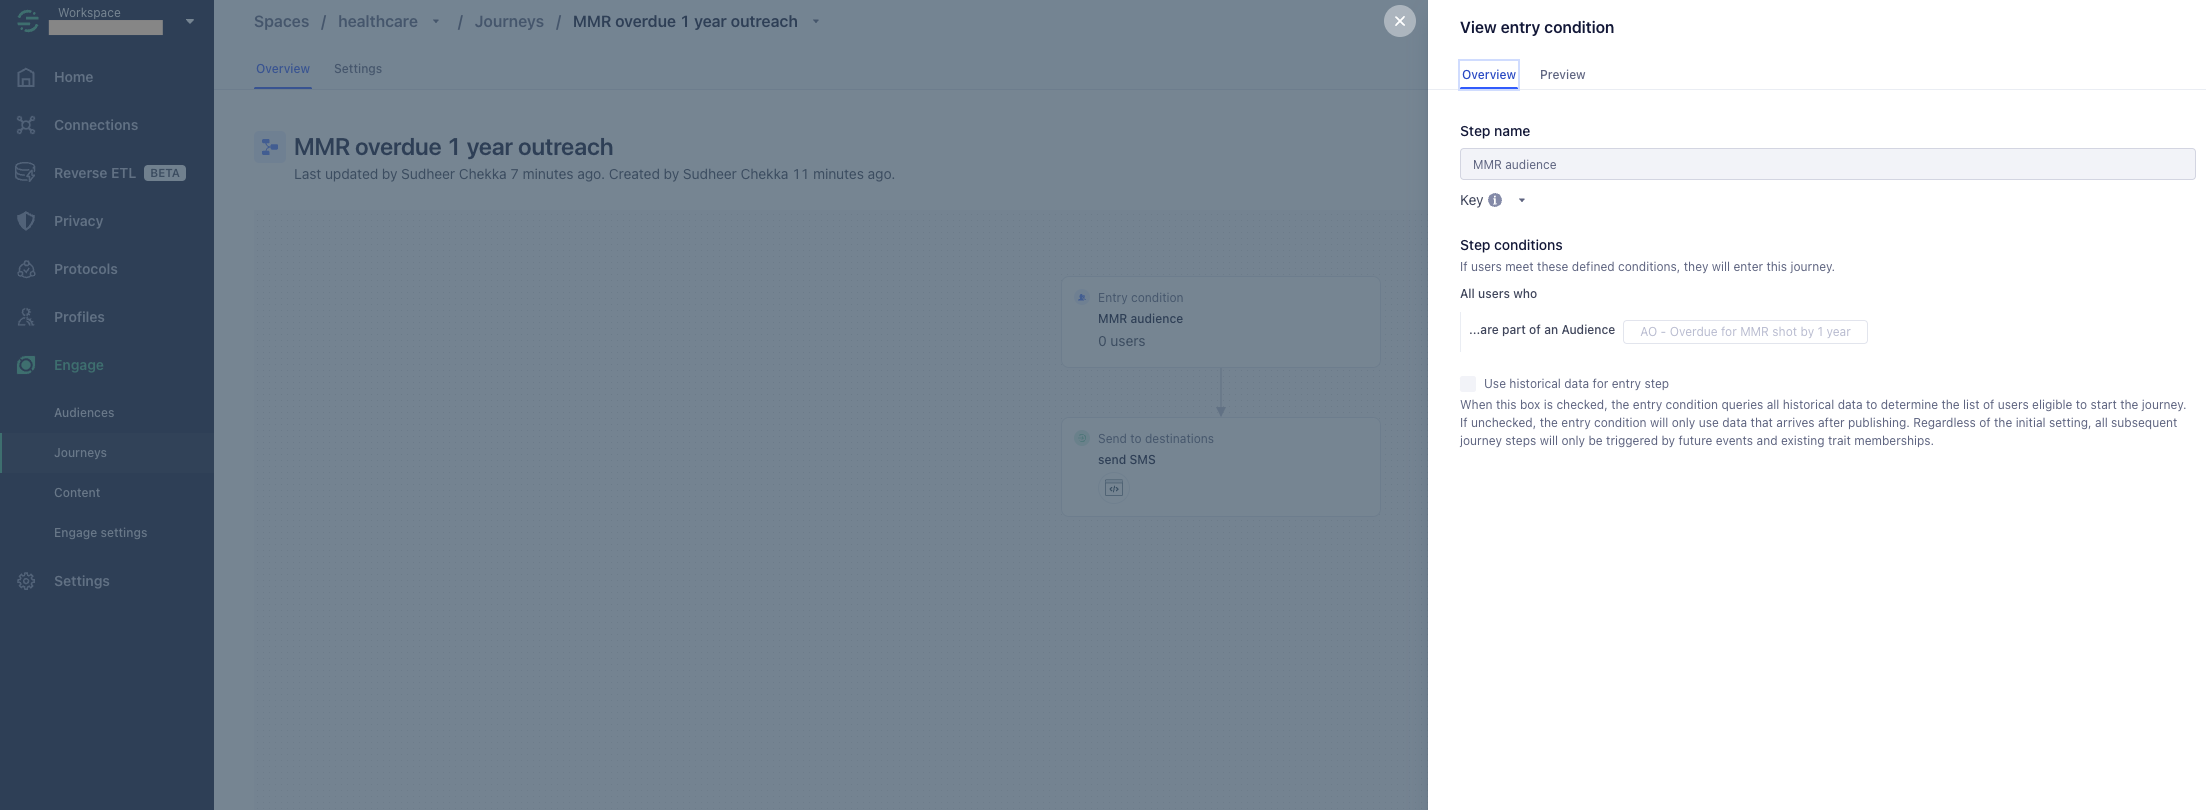 Workspace
Home
Connections
Reverse ETL BETA
Privacy
Protocols
Profiles
Engage
Audiences
Journeys
Content
Engage settings
Settings
Spaces / healthcare / Journeys / MMR overdue 1 year outreach
Overview Settings
MMR overdue 1 year outreach
Last updated by Sudheer Chekka 7 minutes ago. Created by Sudheer Chekka 11 minutes ago.
Entry condition
MMR audience
0 users
Send to destinations
send SMS
View entry condition
Overview Preview
Step name
MMR audience
Key
Step conditions
If users meet these defined conditions, they will enter this journey.
All users who
...are part of an Audience AO - Overdue for MMR shot by 1 year
Use historical data for entry step
When this box is checked, the entry condition queries all historical data to determine the list of users eligible to start the journey.
If unchecked, the entry condition will only use data that arrives after publishing. Regardless of the initial setting, all subsequent
journey steps will only be triggered by future events and existing trait memberships.